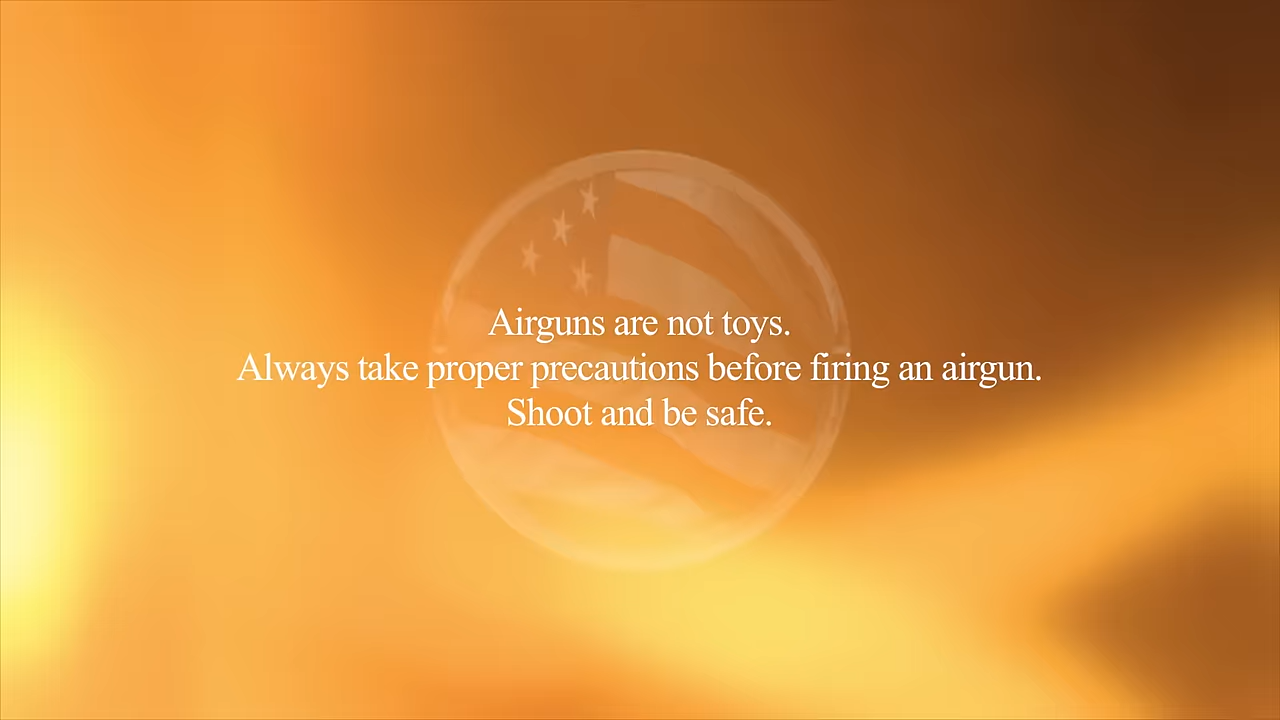 Airguns are not toys.
Always take proper precautions before firing an airgun.
Shoot and be safe.